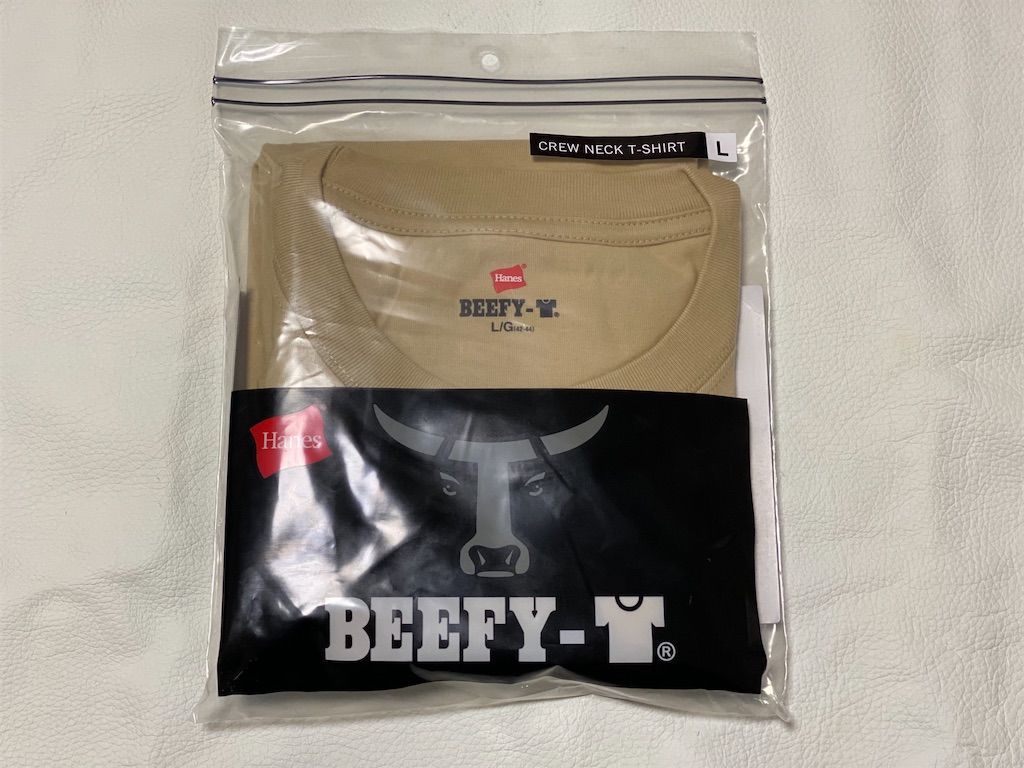 CREW NECK T-SHIRT L
Hanes®
BEEFY-T®
L/G(42-44)
Hanes
BEEFY-T®